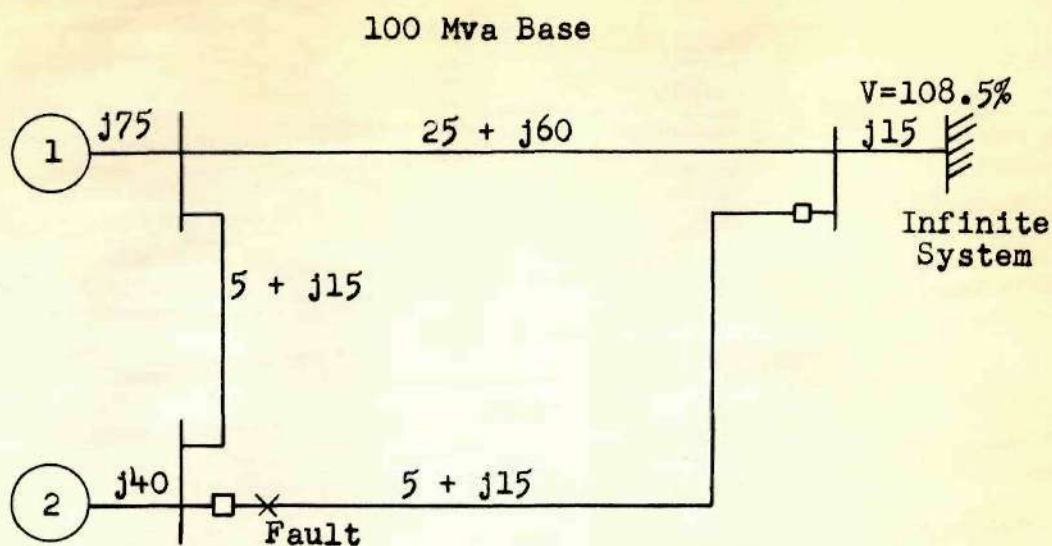 100 Mva Base
V=108.5%
j75
25 + j60
j15
1
Infinite
System
5 + j15
j40
5 + j15
2
Fault